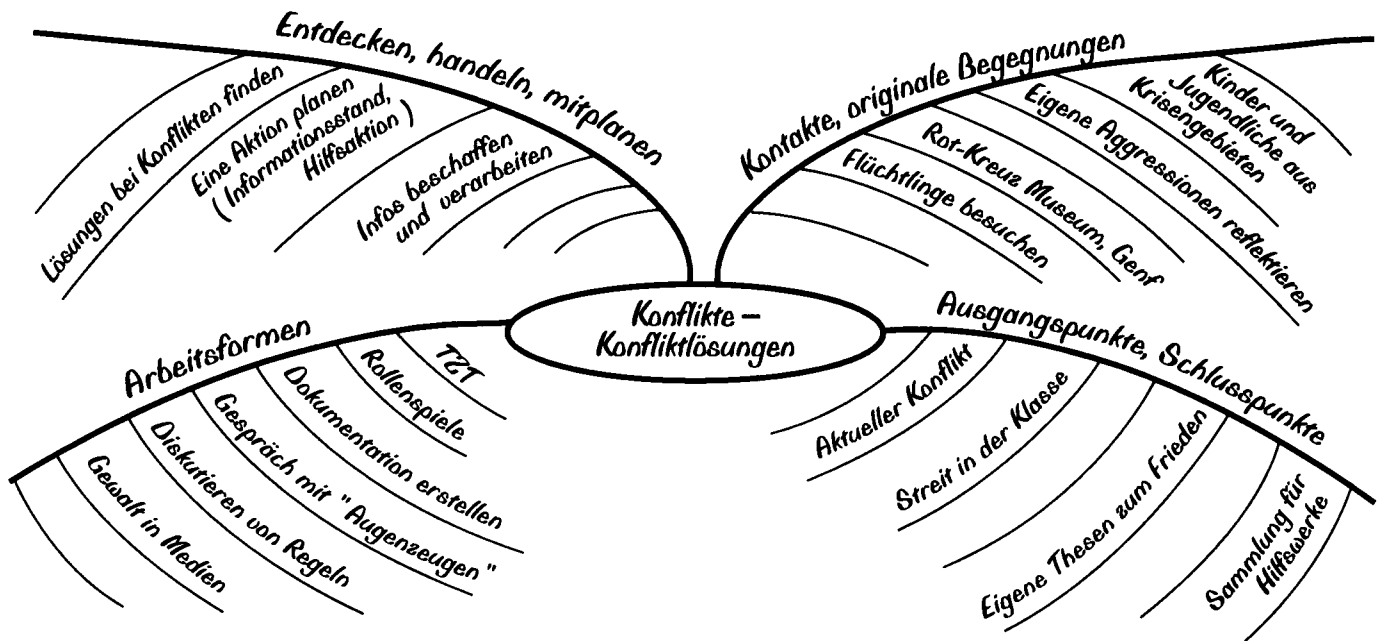 Entdecken, handeln, mitplanen
Lösungen bei Konflikten finden
Eine Aktion planen
(Informationsstand,
Hilfsaktion)
Infos beschaffen
und verarbeiten
Kontakte, originale Begegnungen
Flüchtlinge besuchen
Rot-Kreuz Museum, Genf
Eigene Aggressionen reflektieren
Kinder und
Jugendliche aus
Krisengebieten
Konflikte –
Konfliktlösungen
Arbeitsformen
Gewalt in Medien
Diskutieren von Regeln
Gespräch mit "Augenzeugen"
Dokumentation erstellen
Rollenspiele
TZT
Ausgangspunkte, Schlusspunkte
Aktueller Konflikt
Streit in der Klasse
Eigene Thesen zum Frieden
Sammlung für
Hilfswerke